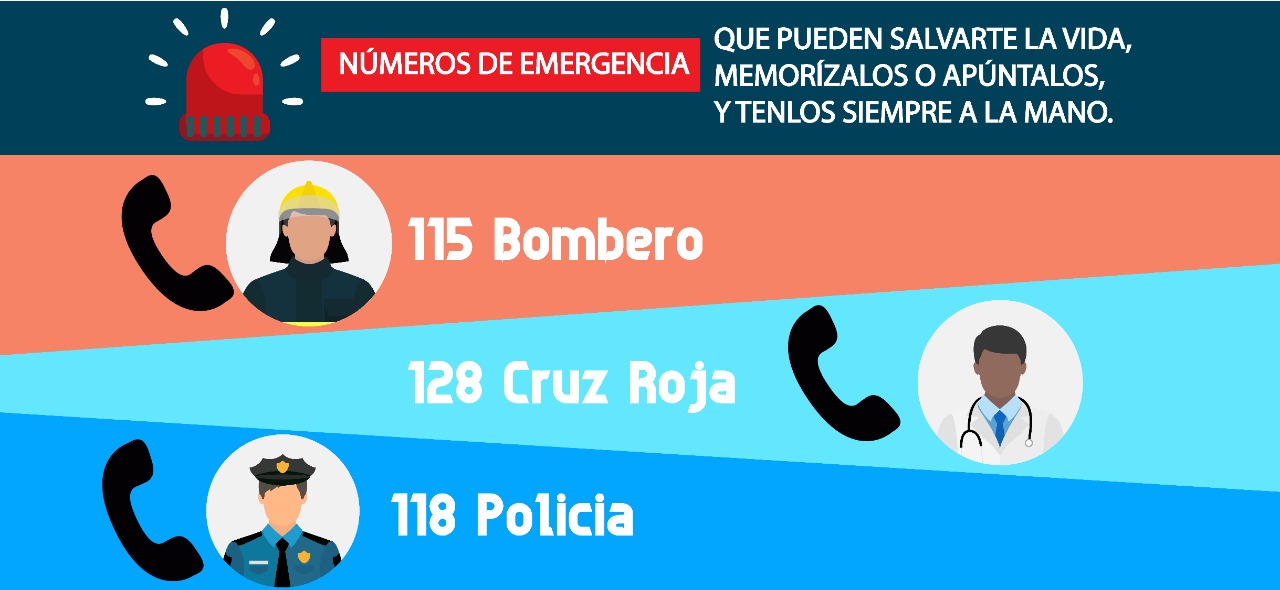 NÚMEROS DE EMERGENCIA
QUE PUEDEN SALVARTE LA VIDA,
MEMORÍZALOS O APÚNTALOS,
Y TENLOS SIEMPRE A LA MANO.
115 Bombero
128 Cruz Roja
118 Policia